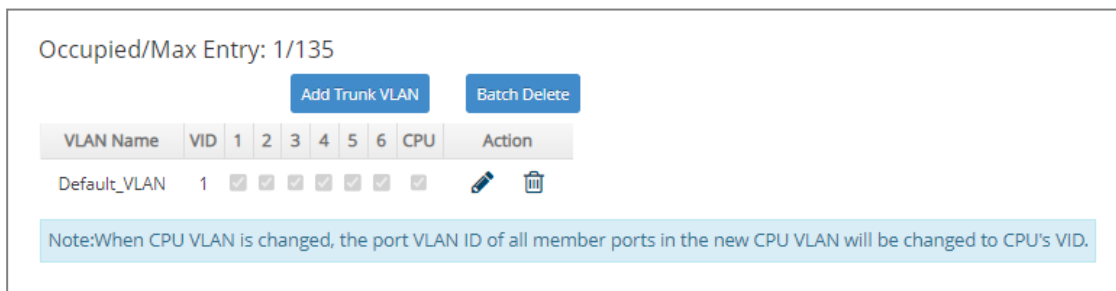 Occupied/Max Entry: 1/135
Add Trunk VLAN Batch Delete
VLAN Name VID 1 2 3 4 5 6 CPU Action
Default_VLAN 1
Note:When CPU VLAN is changed, the port VLAN ID of all member ports in the new CPU VLAN will be changed to CPU's VID.